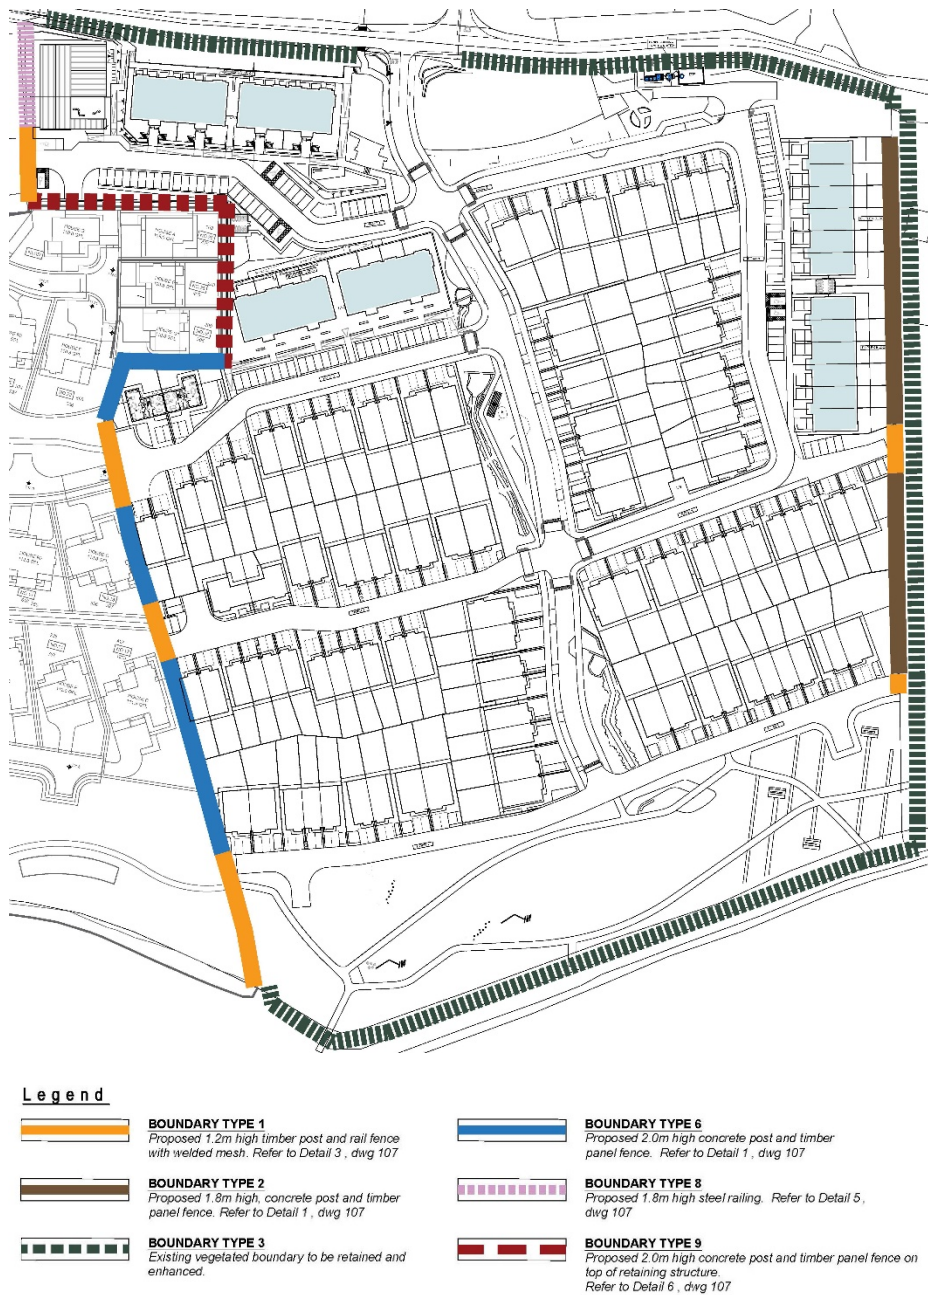 Legend
BOUNDARY TYPE 1
Proposed 1.2m high timber post and rail fence
with welded mesh. Refer to Detail 3 , dwg 107
BOUNDARY TYPE 2
Proposed 1.8m high, concrete post and timber
panel fence. Refer to Detail 1 , dwg 107
BOUNDARY TYPE 3
Existing vegetated boundary to be retained and
enhanced.
BOUNDARY TYPE 6
Proposed 2.0m high concrete post and timber
panel fence. Refer to Detail 1 , dwg 107
BOUNDARY TYPE 8
Proposed 1.8m high steel railing. Refer to Detail 5 ,
dwg 107
BOUNDARY TYPE 9
Proposed 2.0m high concrete post and timber panel fence on
top of retaining structure.
Refer to Detail 6 , dwg 107